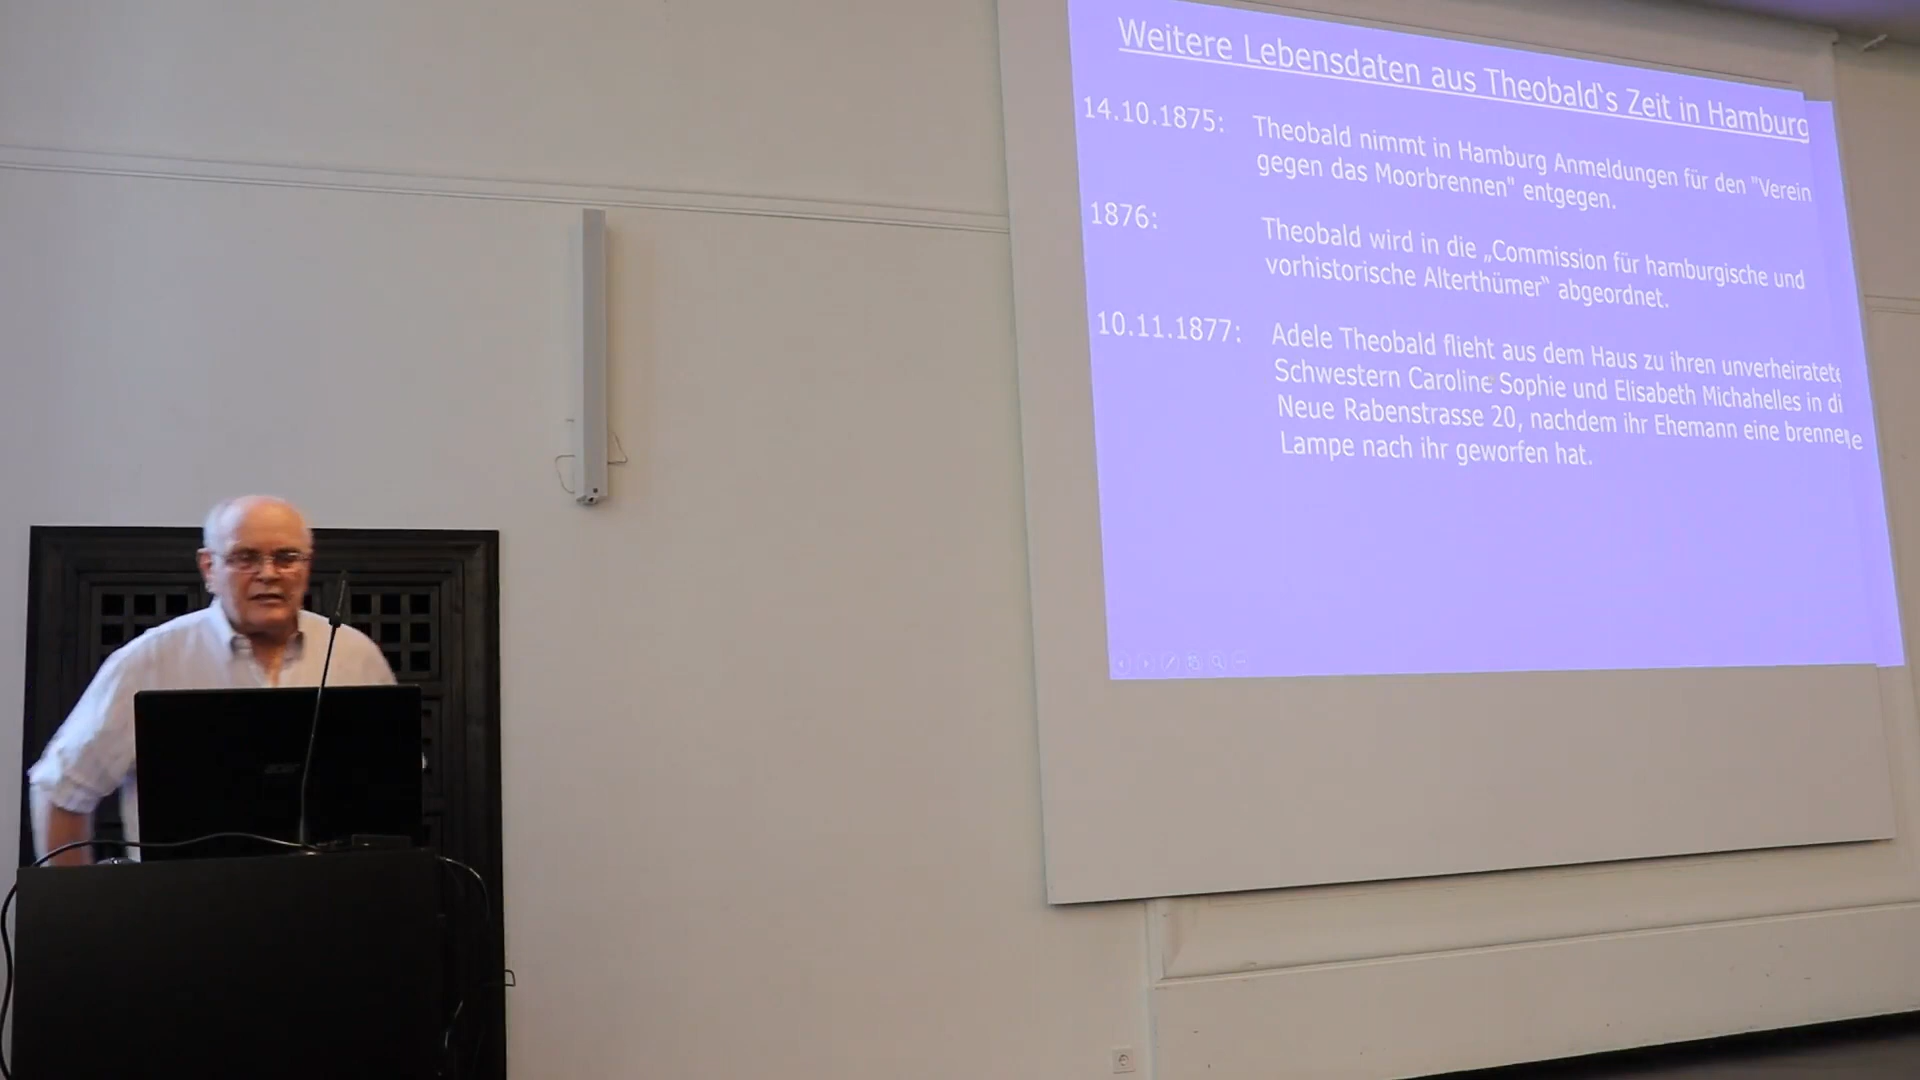 Weitere Lebensdaten aus Theobald`s Zeit in Hamburg
14.10.1875: Theobald nimmt in Hamburg Anmeldungen für den "Verein
gegen das Moorbrennen" entgegen.
1876: Theobald wird in die „Commission für hamburgische und
vorhistorische Alterthümer“ abgeordnet.
10.11.1877: Adele Theobald flieht aus dem Haus zu ihren unverheiratete
Schwestern Caroline Sophie und Elisabeth Michahelles in di
Neue Rabenstrasse 20, nachdem ihr Ehemann eine
Lampe nach ihr geworfen hat.
acer